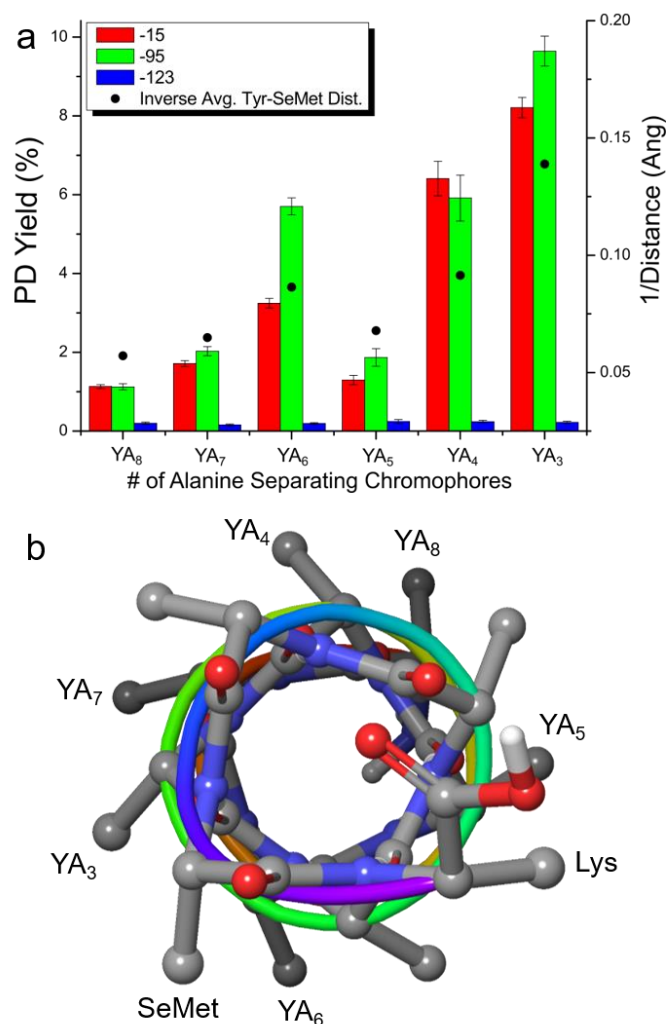 a
-15
-95
-123
Inverse Avg. Tyr-SeMet Dist.
10
8
6
4
2
0
PD Yield (%)
0.20
0.15
0.10
0.05
1/Distance (Ang)
YA₈ YA₇ YA₆ YA₅ YA₄ YA₃
# of Alanine Separating Chromophores
b
YA₄ YA₈
YA₇ YA₅
YA₃ Lys
SeMet YA₆